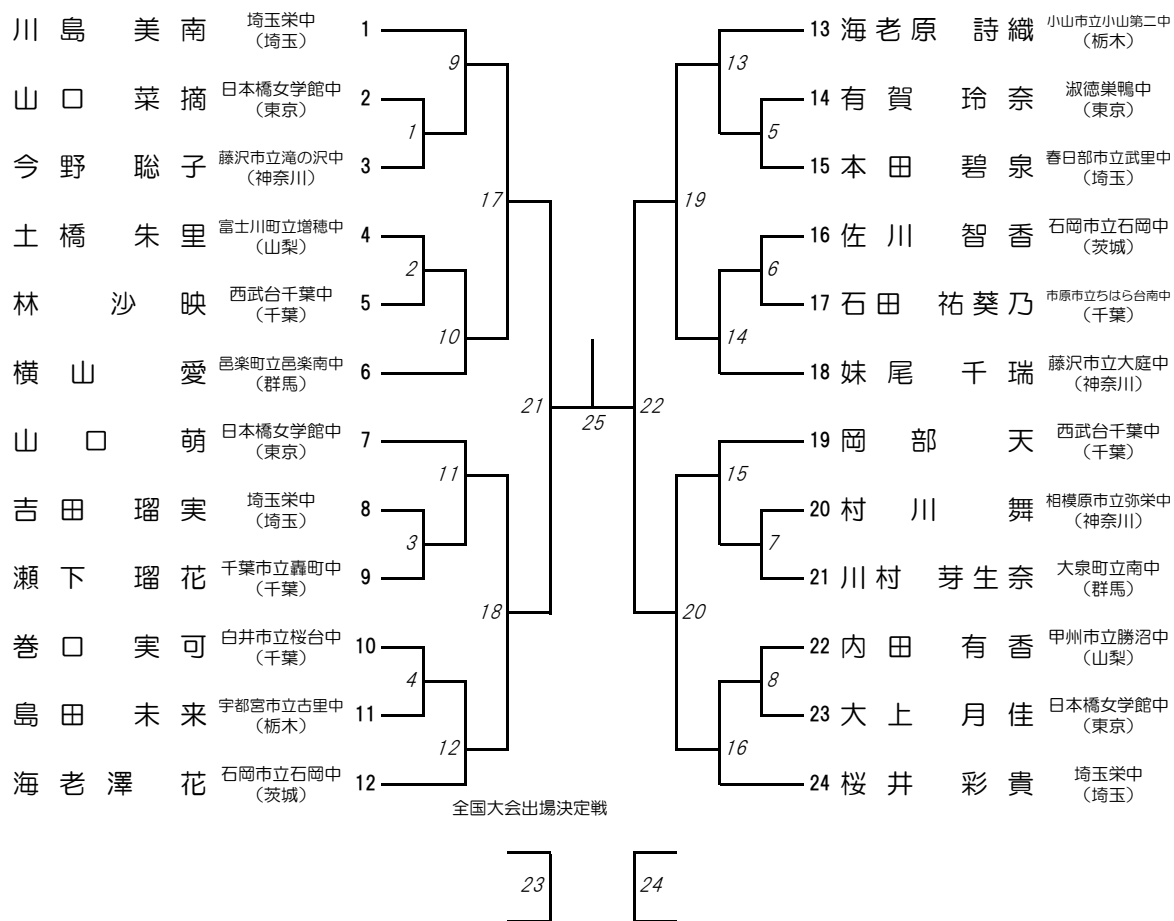 川島 美南 埼玉栄中 (埼玉) 1
山口 菜摘 日本橋女学館中 (東京) 2
今野 聡子 藤沢市立滝の沢中 (神奈川) 3
土橋 朱里 富士川町立増穂中 (山梨) 4
林 沙映 西武台千葉中 (千葉) 5
横山 愛 邑楽町立邑楽南中 (群馬) 6
山口 萌 日本橋女学館中 (東京) 7
吉田 瑠実 埼玉栄中 (埼玉) 8
瀬下 瑠花 千葉市立轟町中 (千葉) 9
巻口 実可 白井市立桜台中 (千葉) 10
島田 未来 宇都宮市立古里中 (栃木) 11
海老澤 花 石岡市立石岡中 (茨城) 12
9
1
17
2
10
21
11
3
18
4
12
25
13 海老原 詩織 小山市立小山第二中 (栃木)
14 有賀 玲奈 淑徳巣鴨中 (東京)
15 本田 碧泉 春日部市立武里中 (埼玉)
16 佐川 智香 石岡市立石岡中 (茨城)
17 石田 祐葵乃 市原市立ちはら台南中 (千葉)
18 妹尾 千瑞 藤沢市立大庭中 (神奈川)
19 岡部 天 西武台千葉中 (千葉)
20 村川 舞 相模原市立弥栄中 (神奈川)
21 川村 芽生奈 大泉町立南中 (群馬)
22 内田 有香 甲州市立勝沼中 (山梨)
23 大上 月佳 日本橋女学館中 (東京)
24 桜井 彩貴 埼玉栄中 (埼玉)
13
5
19
6
14
22
15
7
20
8
16
全国大会出場決定戦
23
24